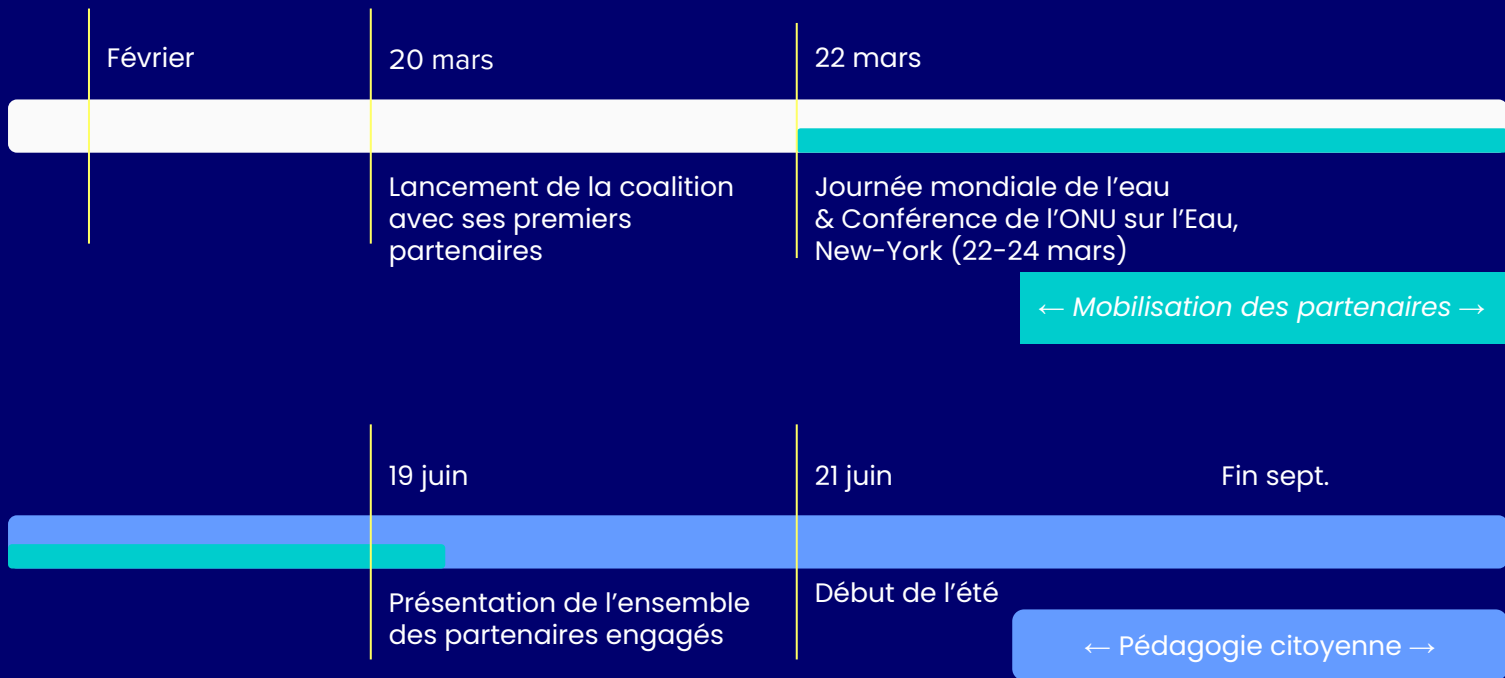 Février
20 mars
22 mars
Lancement de la coalition
avec ses premiers
partenaires
Journée mondiale de l’eau
& Conférence de l’ONU sur l’Eau,
New-York (22-24 mars)
← Mobilisation des partenaires →
19 juin
21 juin
Fin sept.
Présentation de l’ensemble
des partenaires engagés
Début de l’été
← Pédagogie citoyenne →